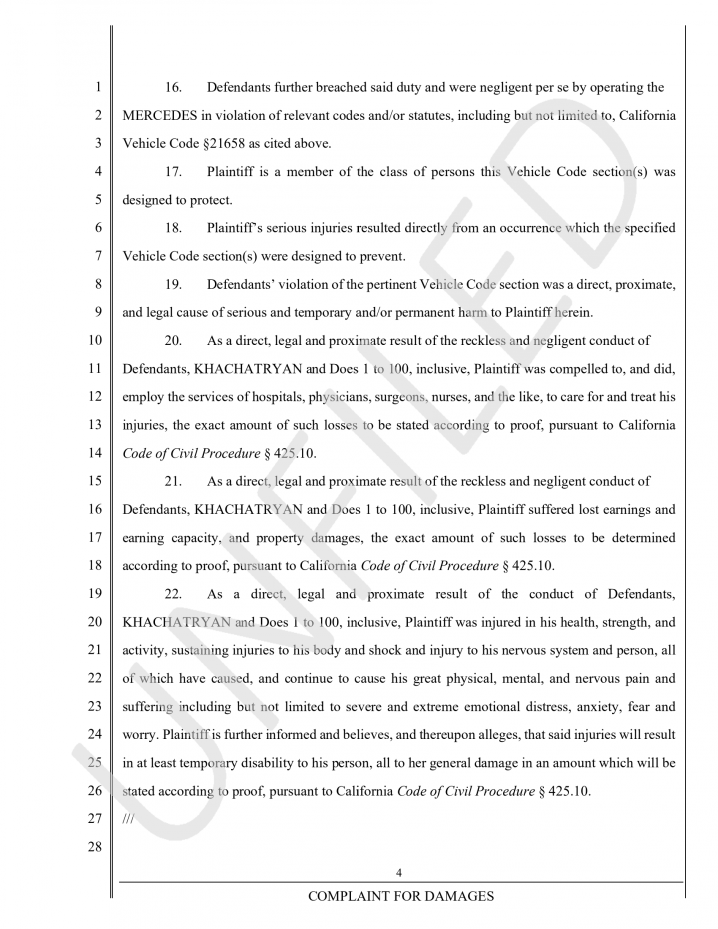 1 16. Defendants further breached said duty and were negligent per se by operating the
2 MERCEDES in violation of relevant codes and/or statutes, including but not limited to, California
3 Vehicle Code §21658 as cited above.
4 17. Plaintiff is a member of the class of persons this Vehicle Code section(s) was
5 designed to protect.
6 18. Plaintiff’s serious injuries resulted directly from an occurrence which the specified
7 Vehicle Code section(s) were designed to prevent.
8 19. Defendants’ violation of the pertinent Vehicle Code section was a direct, proximate,
9 and legal cause of serious and temporary and/or permanent harm to Plaintiff herein.
10 20. As a direct, legal and proximate result of the reckless and negligent conduct of
11 Defendants, KHACHATRYAN and Does 1 to 100, inclusive, Plaintiff was compelled to, and did,
12 employ the services of hospitals, physicians, surgeons, nurses, and the like, to care for and treat his
13 injuries, the exact amount of such losses to be stated according to proof, pursuant to California
14 Code of Civil Procedure § 425.10.
15 21. As a direct, legal and proximate result of the reckless and negligent conduct of
16 Defendants, KHACHATRYAN and Does 1 to 100, inclusive, Plaintiff suffered lost earnings and
17 earning capacity, and property damages, the exact amount of such losses to be determined
18 according to proof, pursuant to California Code of Civil Procedure § 425.10.
19 22. As a direct, legal and proximate result of the conduct of Defendants,
20 KHACHATRYAN and Does 1 to 100, inclusive, Plaintiff was injured in his health, strength, and
21 activity, sustaining injuries to his body and shock and injury to his nervous system and person, all
22 of which have caused, and continue to cause his great physical, mental, and nervous pain and
23 suffering including but not limited to severe and extreme emotional distress, anxiety, fear and
24 worry. Plaintiff is further informed and believes, and thereupon alleges, that said injuries will result
25 in at least temporary disability to his person, all to her general damage in an amount which will be
26 stated according to proof, pursuant to California Code of Civil Procedure § 425.10.
27 ///
28
4
COMPLAINT FOR DAMAGES
UNFILED